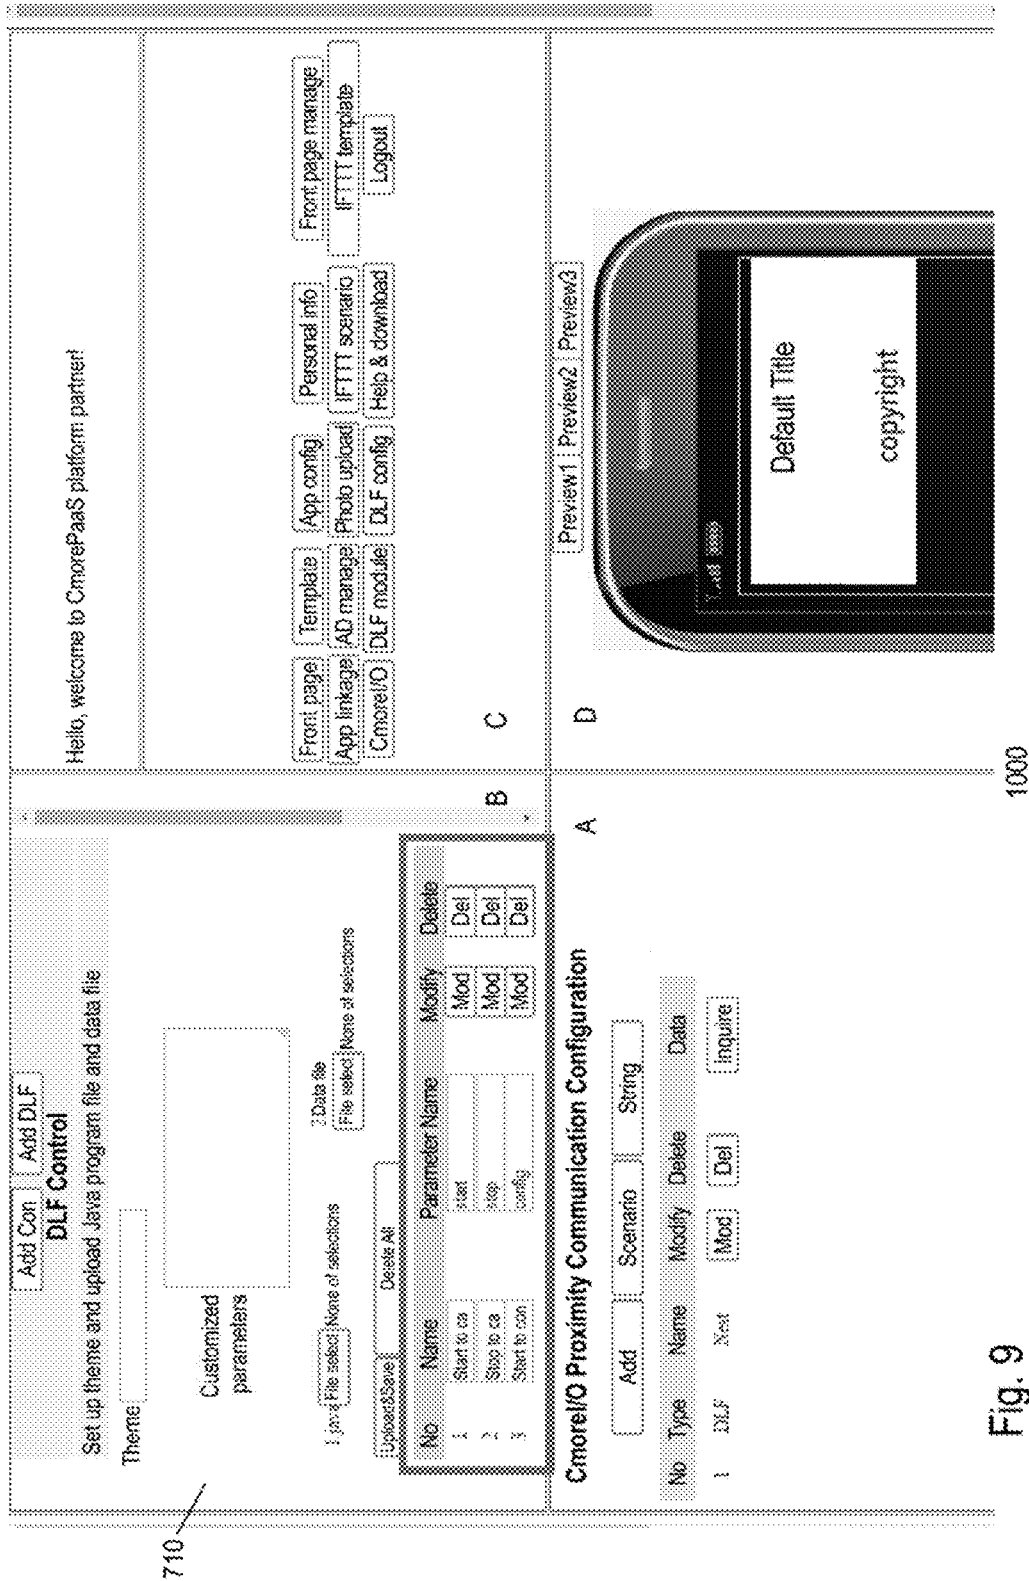 Add Con Add DLF
DLF Control
Set up theme and upload Java program file and data file
Theme
Customized
parameters
1 java File select None of selections
2 Data file
File select None of selections
Upload&Save Delete All
No Name Parameter Name Modify Delete
1 Start to ca start Mod Del
2 Stop to ca stop Mod Del
3 Start to con config Mod Del
B
710
Hello, welcome to CmorePaaS platform partner!
Front page Template App config Personal info Front page manage
App linkage AD manage Photo upload IFTTT scenario IFTTT template
CmoreI/O DLF module DLF config Help & download Logout
C
A
CmoreI/O Proximity Communication Configuration
Add Scenario String
No Type Name Modify Delete Data
1 DLF Mod Del Inquire
D
Preview1 Preview2 Preview3
Default Title
copyright
1000
Fig. 9